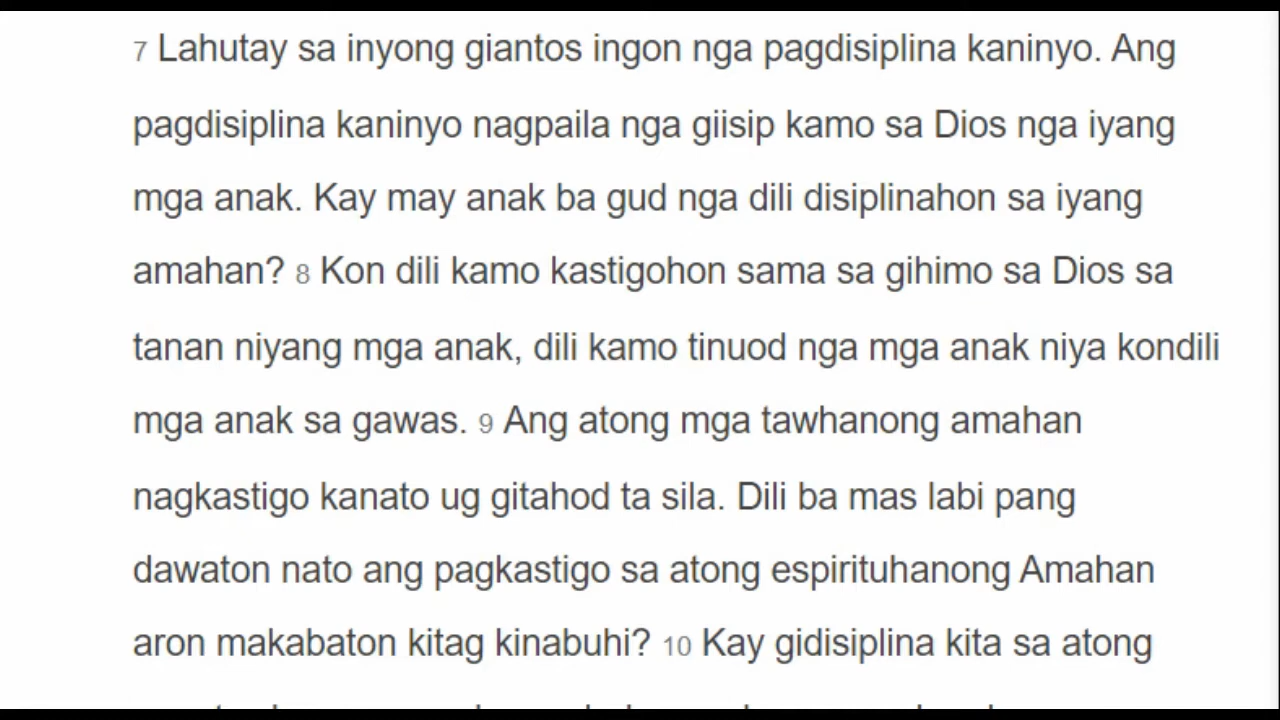 7 Lahutay sa inyong giantos ingon nga pagdisiplina kaninyo. Ang
pagdisiplina kaninyo nagpaila nga giisip kamo sa Dios nga iyang
mga anak. Kay may anak ba gud nga dili disiplinahon sa iyang
amahan? 8 Kon dili kamo kastigohon sama sa gihimo sa Dios sa
tanan niyang mga anak, dili kamo tinuod nga mga anak niya kondili
mga anak sa gawas. 9 Ang atong mga tawhanong amahan
nagkastigo kanato ug gitahod ta sila. Dili ba mas labi pang
dawaton nato ang pagkastigo sa atong espirituhanong Amahan
aron makabaton kitag kinabuhi? 10 Kay gidisiplina kita sa atong